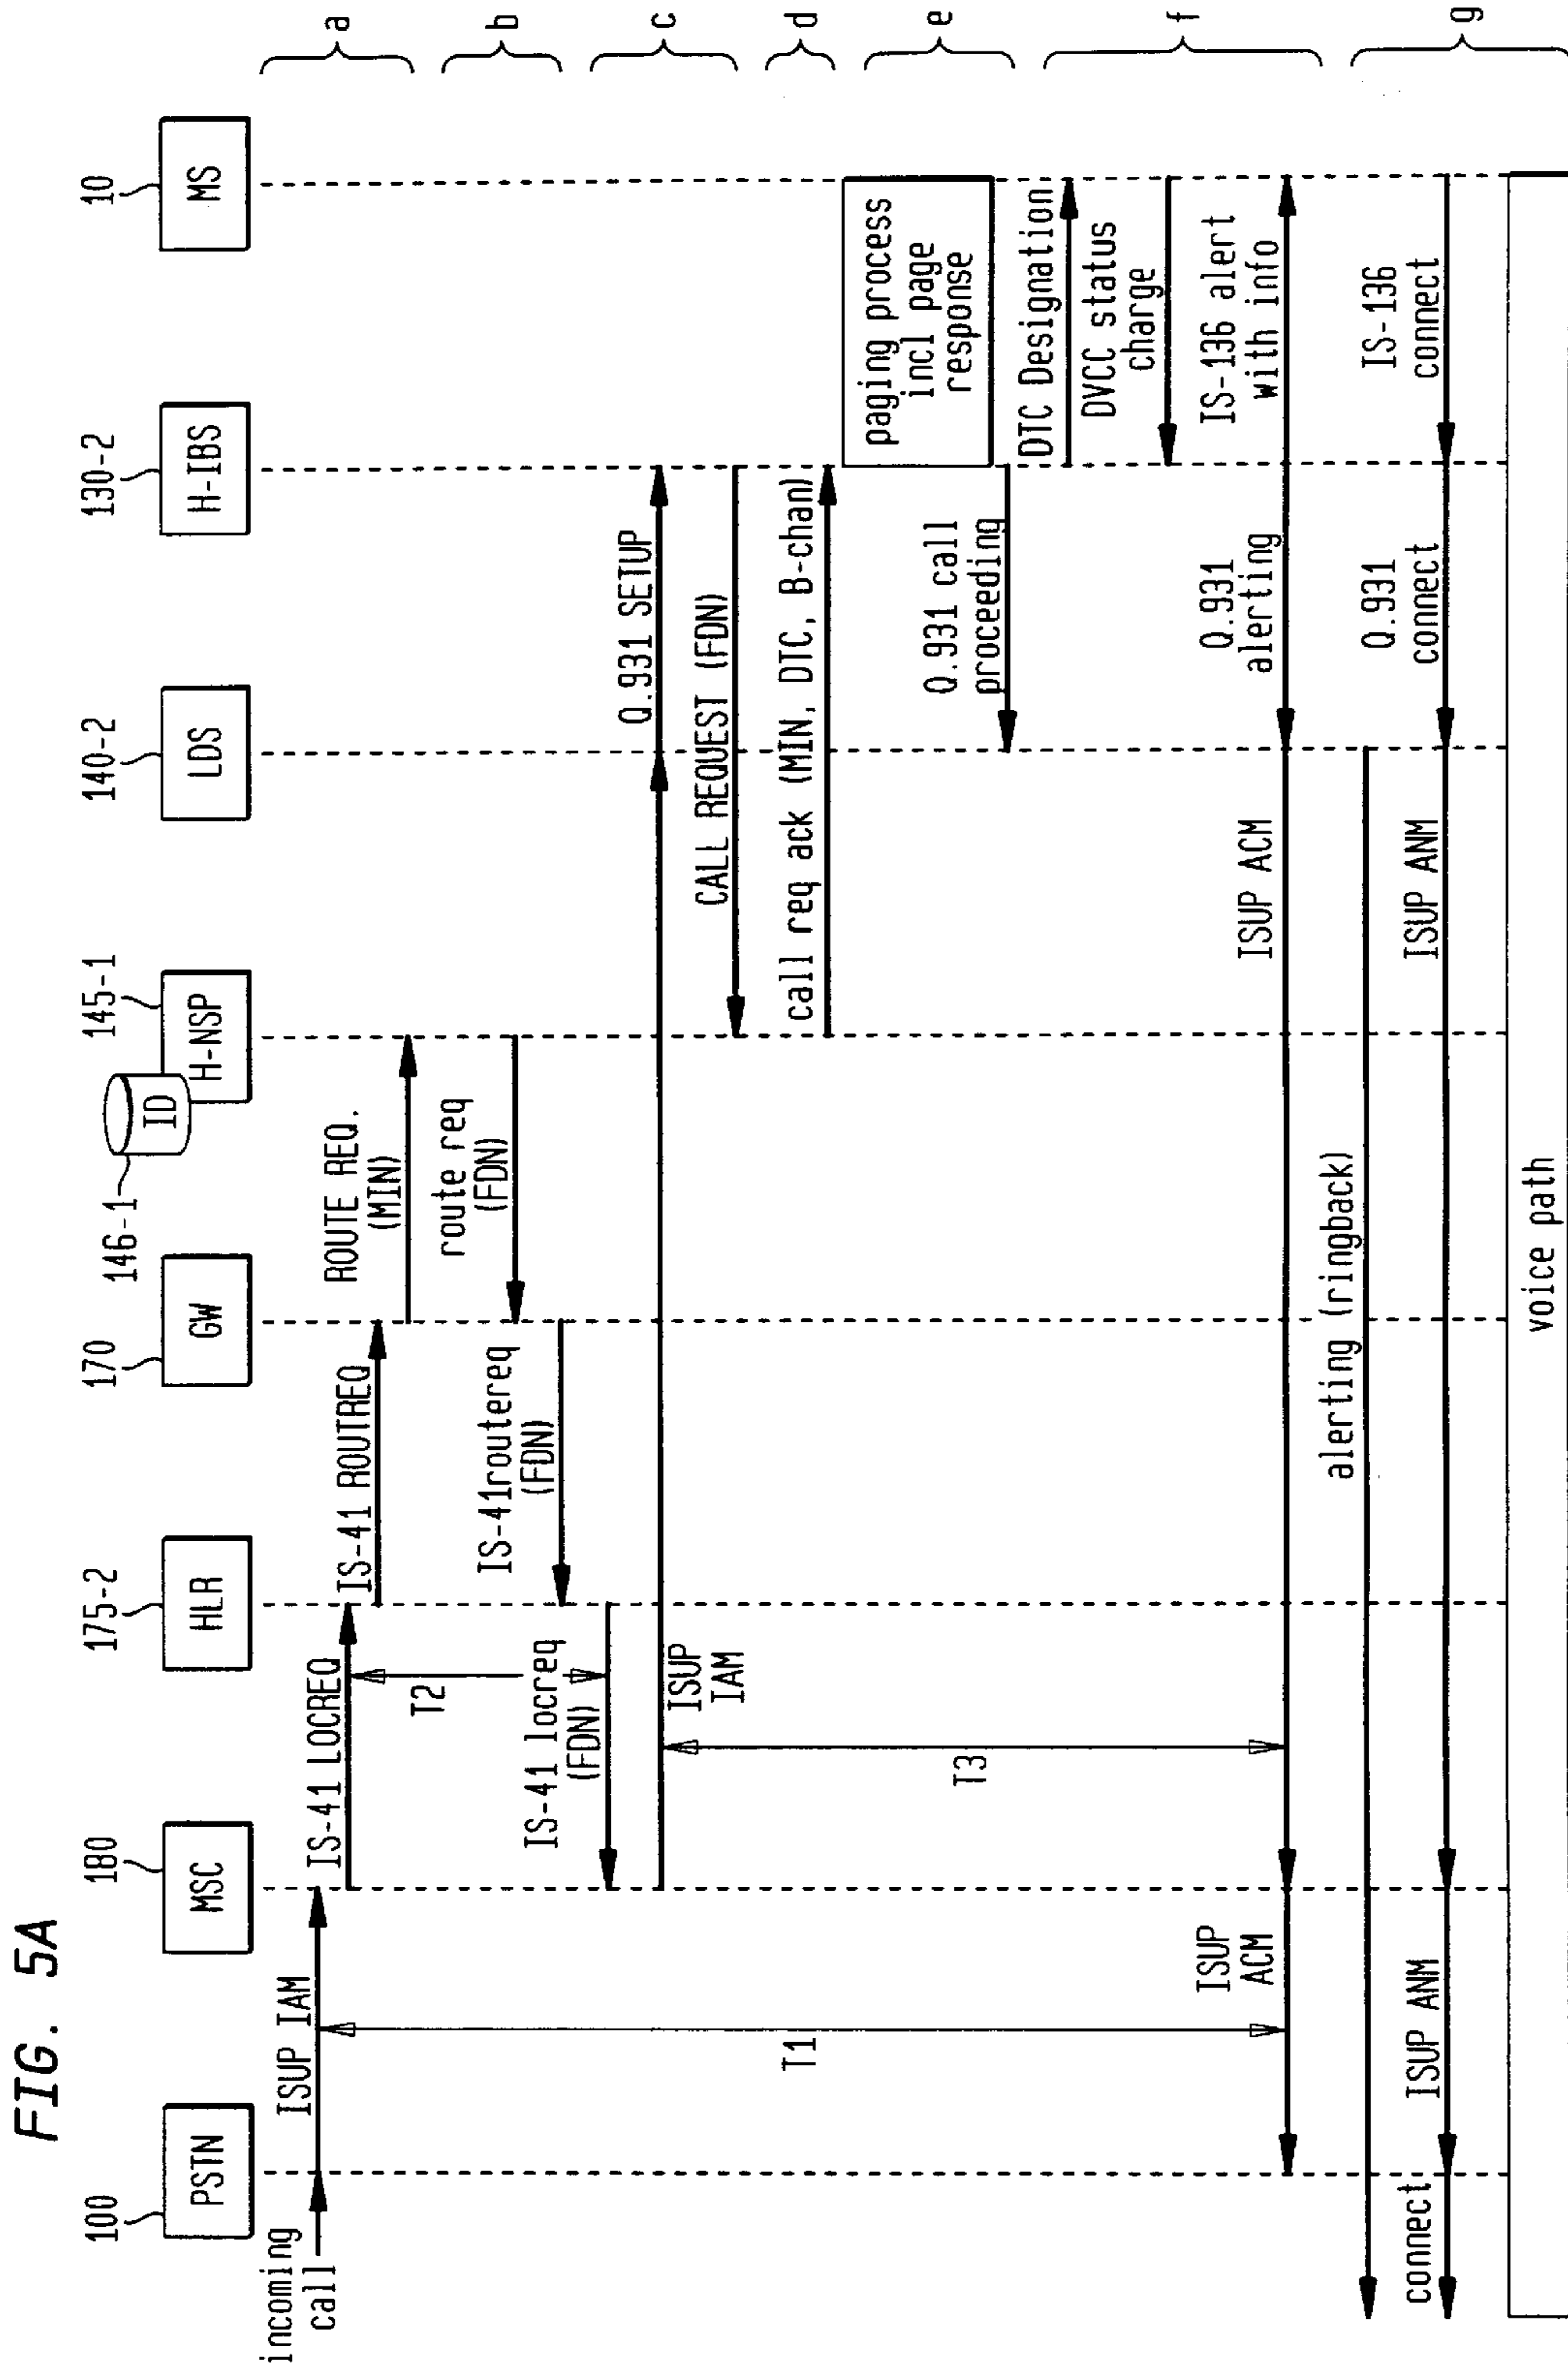 FIG. 5A
100
180
175-2
170
146-1
145-1
140-2
130-2
10
PSTN
MSC
HLR
GW
ID
H-NSP
LDS
H-IBS
MS
incoming
call
ISUP IAM
IS-41 LOCREQ
IS-41 ROUTREQ
ROUTE REQ.
(MIN)
a
route req
(FDN)
IS-41routereq
(FDN)
b
T2
IS-41 locreq
(FDN)
ISUP
IAM
Q.931 SETUP
CALL REQUEST (FDN)
c
call req ack (MIN, DTC, B-chan)
d
paging process
incl page
response
Q.931 call
proceeding
e
T1
T3
DTC Designation
DVCC status
charge
IS-136 alert
with info
Q.931
alerting
ISUP ACM
ISUP
ACM
f
alerting (ringback)
IS-136
connect
Q.931
connect
ISUP ANM
ISUP ANM
connect
g
voice path